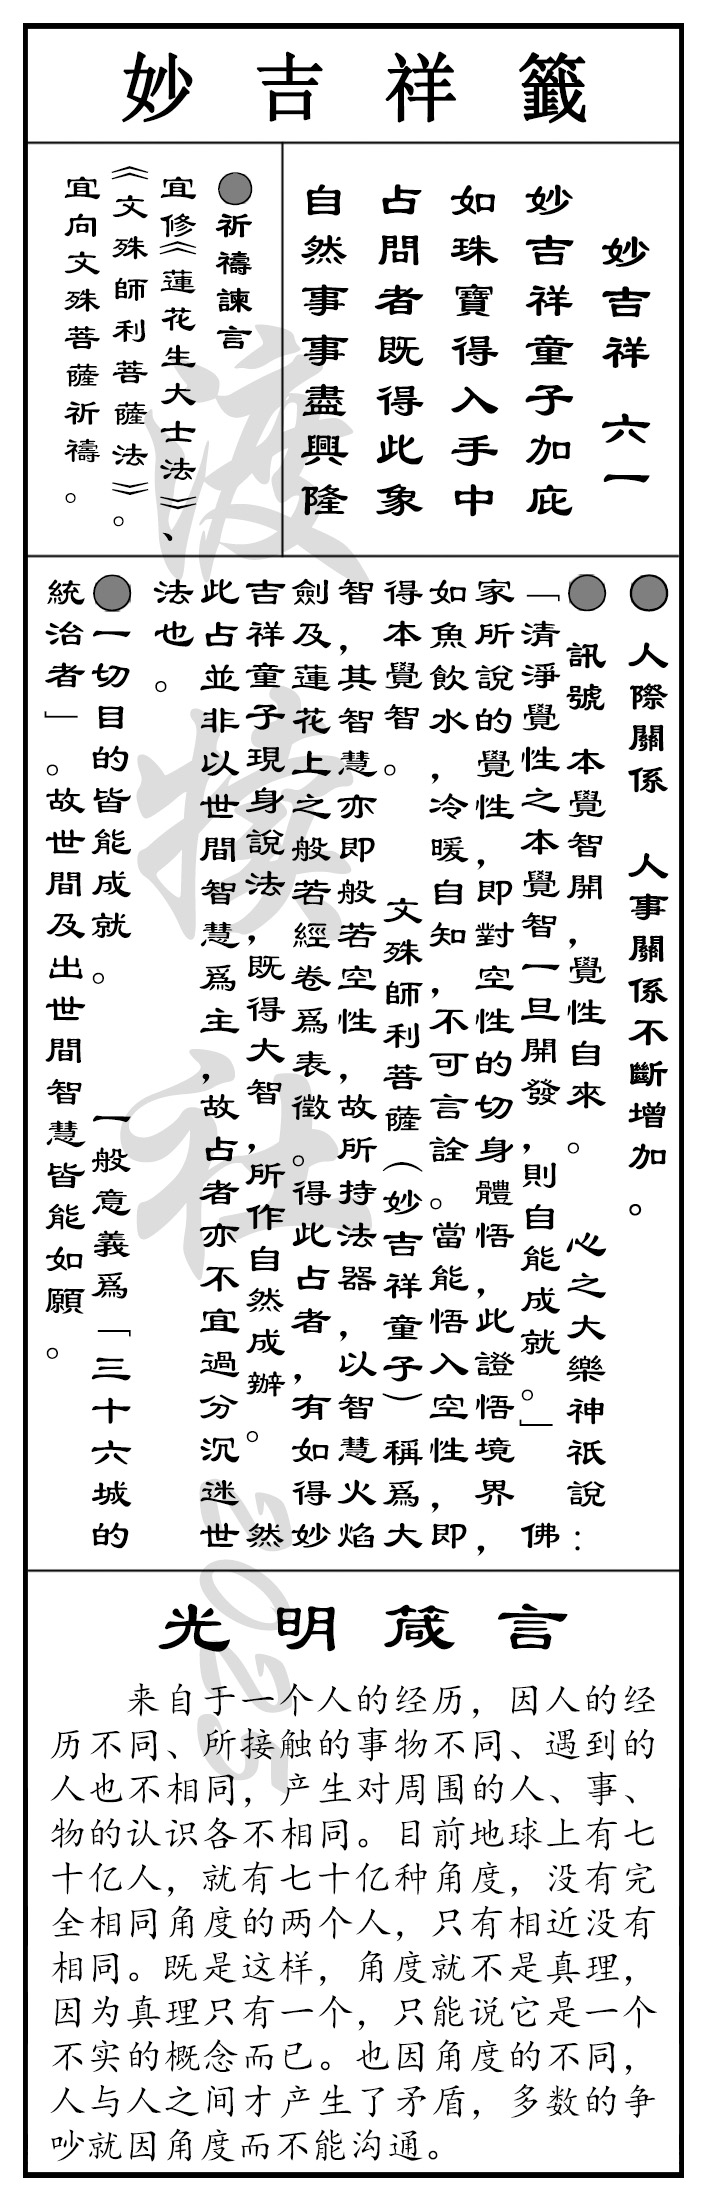 妙吉祥籤
妙吉祥 六一
妙吉祥童子加庇
如珠寶得入手中
占問者既得此象
自然事事盡興隆
●祈禱諫言
宜修《蓮花生大士法》、
《文殊師利菩薩法》。
宜向文殊菩薩祈禱。
● 人際關係 人事關係不斷增加。
● 訊號 本覺智開，覺性自來。 心之大樂神祇說：
「清淨覺性之本覺智一旦開發，則自能成就。」 佛
家所說的覺性，即對空性的切身體悟，此證悟境界，
如魚飲水，冷暖自知，不可言詮。當能悟入空性，即
得本覺智。 文殊師利菩薩（妙吉祥童子）稱爲大
智，其智慧亦即般若空性，故所持法器，以智慧火焰
劍及蓮花上之般若經卷爲表徵。得此占者，有如得妙
吉祥童子現身說法，既得大智，所作自然成辦。 然
此占並非以世間智慧爲主，故占者亦不宜過分沉迷世
法也。
●一切目的皆能成就。 一般意義爲「三十六城的
統治者」。故世間及出世間智慧皆能如願。
光明箴言
来自于一个人的经历，因人的经
历不同、所接触的事物不同、遇到的
人也不相同，产生对周围的人、事、
物的认识各不相同。目前地球上有七
十亿人，就有七十亿种角度，没有完
全相同角度的两个人，只有相近没有
相同。既是这样，角度就不是真理，
因为真理只有一个，只能说它是一个
不实的概念而已。也因角度的不同，
人与人之间才产生了矛盾，多数的争
吵就因角度而不能沟通。
渡犊社
2025